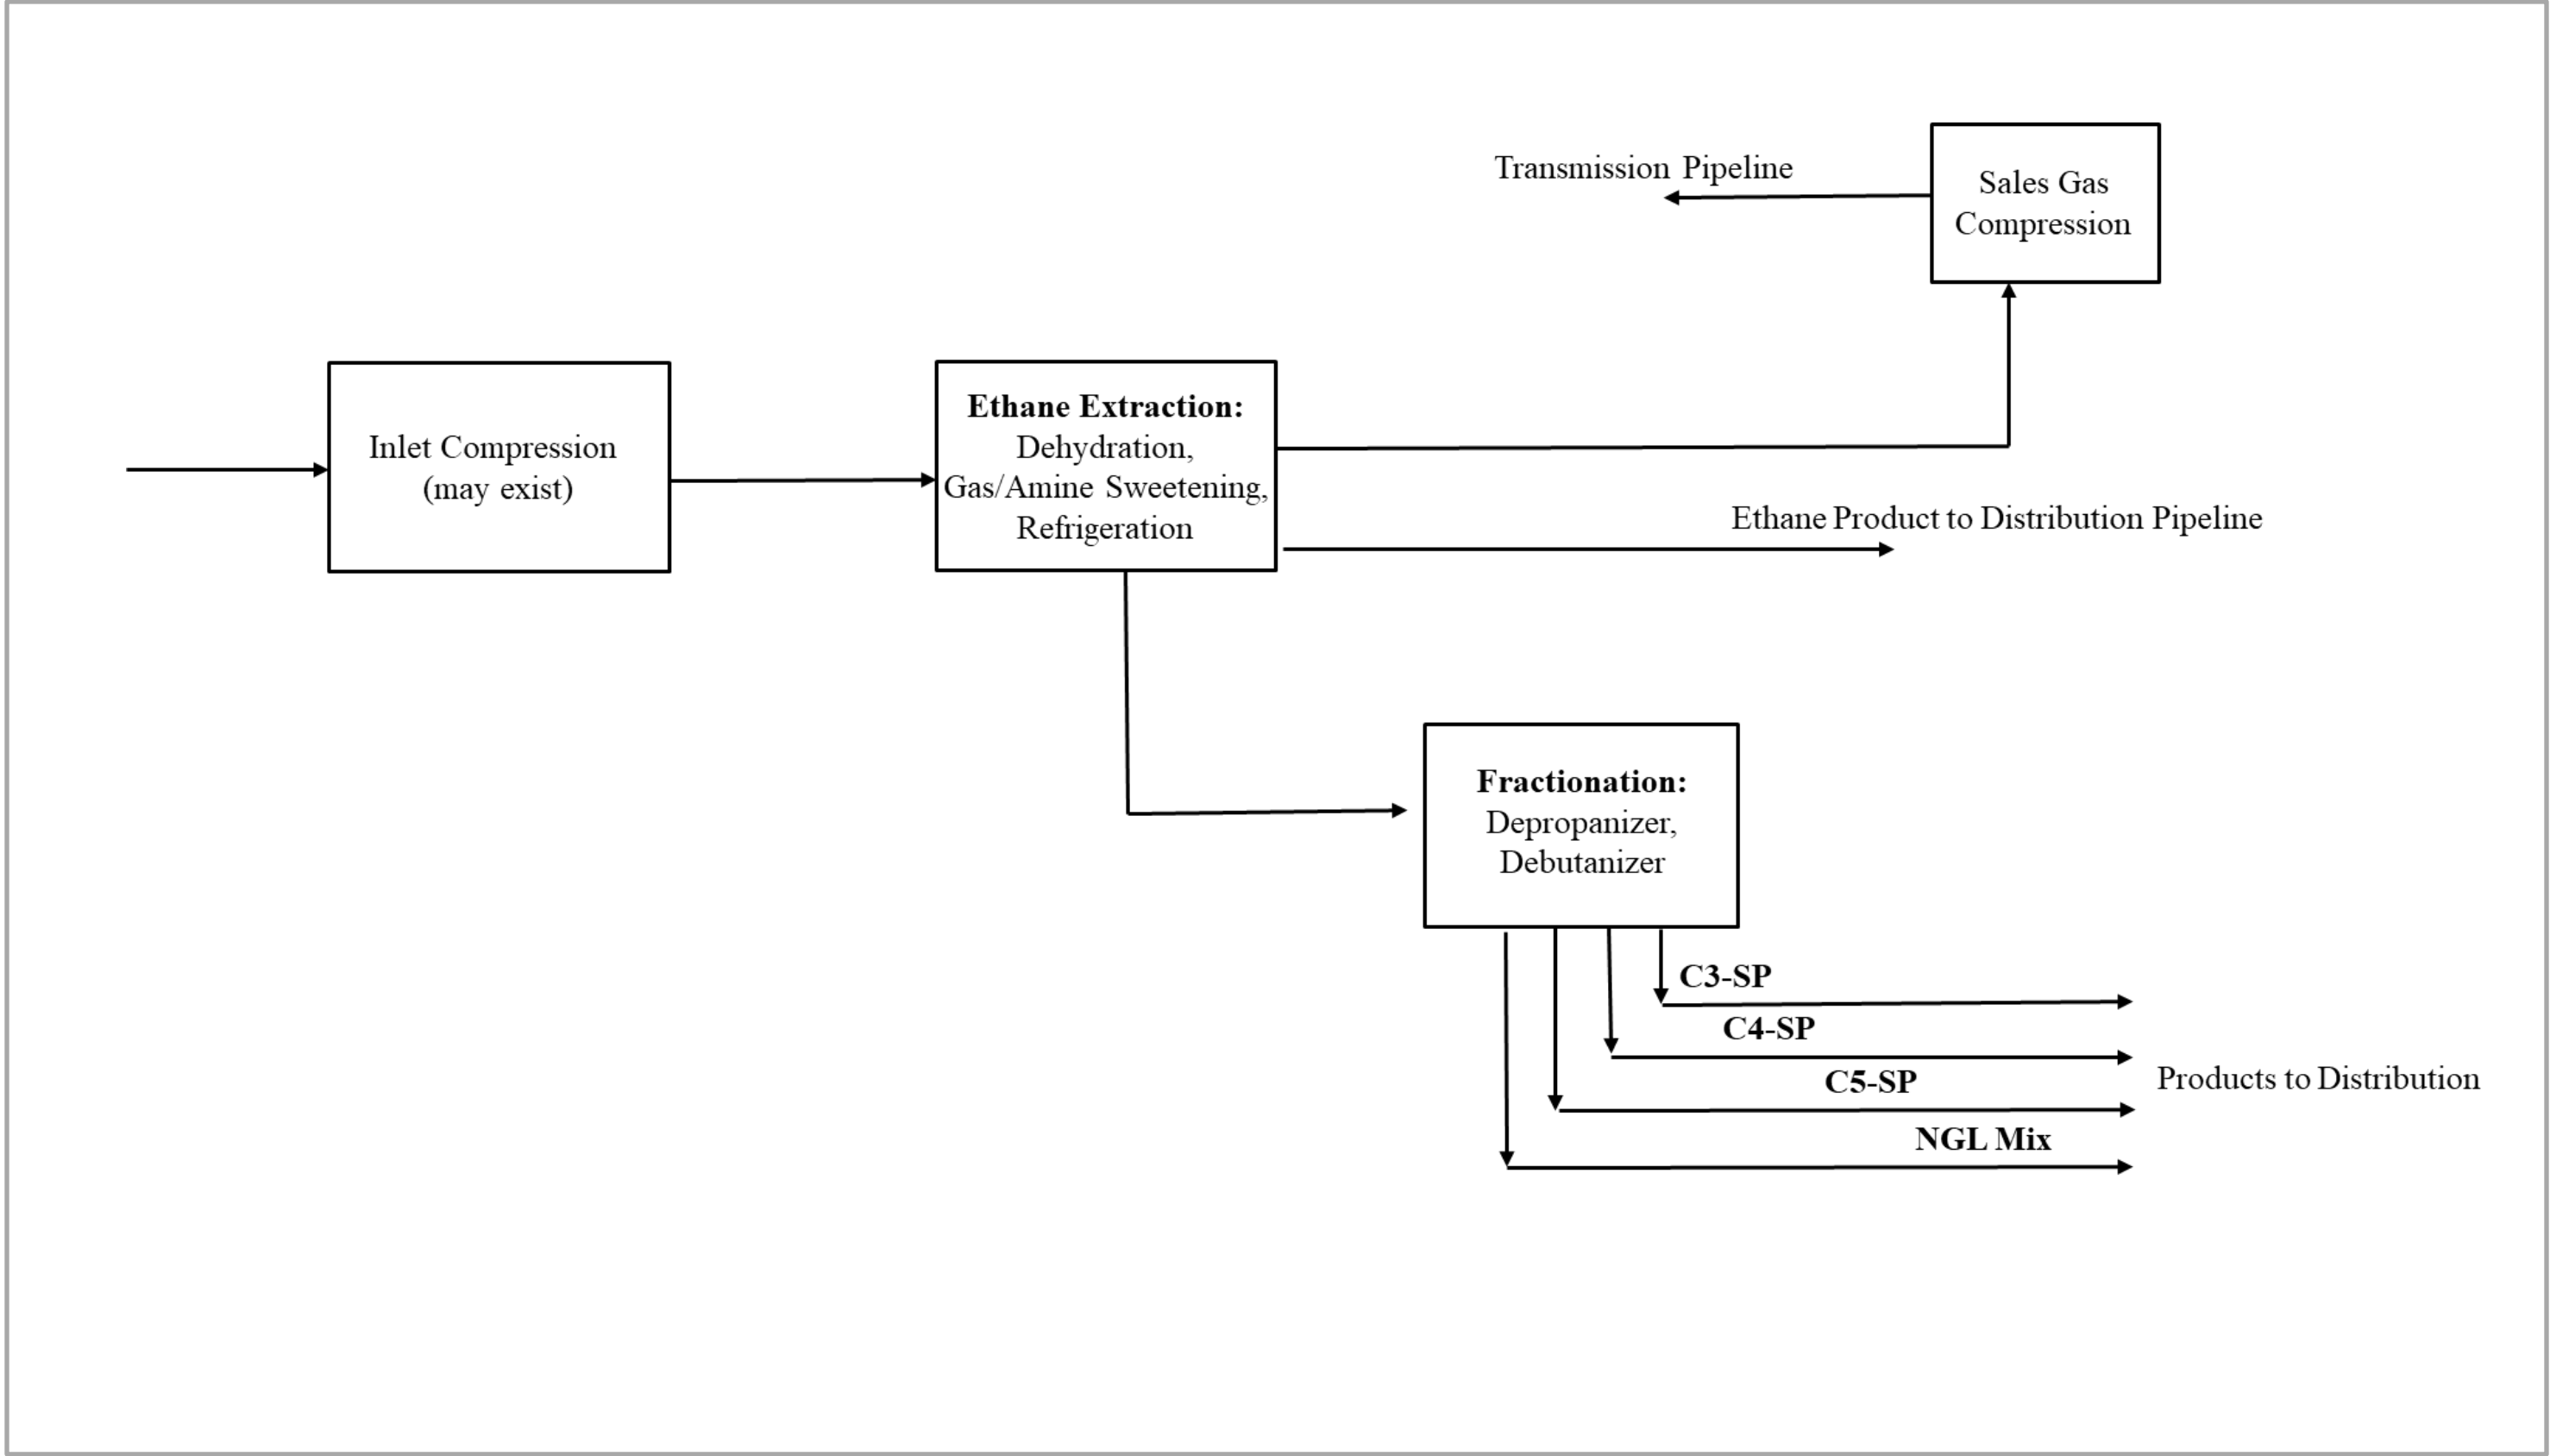 Transmission Pipeline
Sales Gas
Compression
Inlet Compression
(may exist)
Ethane Extraction:
Dehydration,
Gas/Amine Sweetening,
Refrigeration
Ethane Product to Distribution Pipeline
Fractionation:
Depropanizer,
Debutanizer
C3-SP
C4-SP
C5-SP
NGL Mix
Products to Distribution